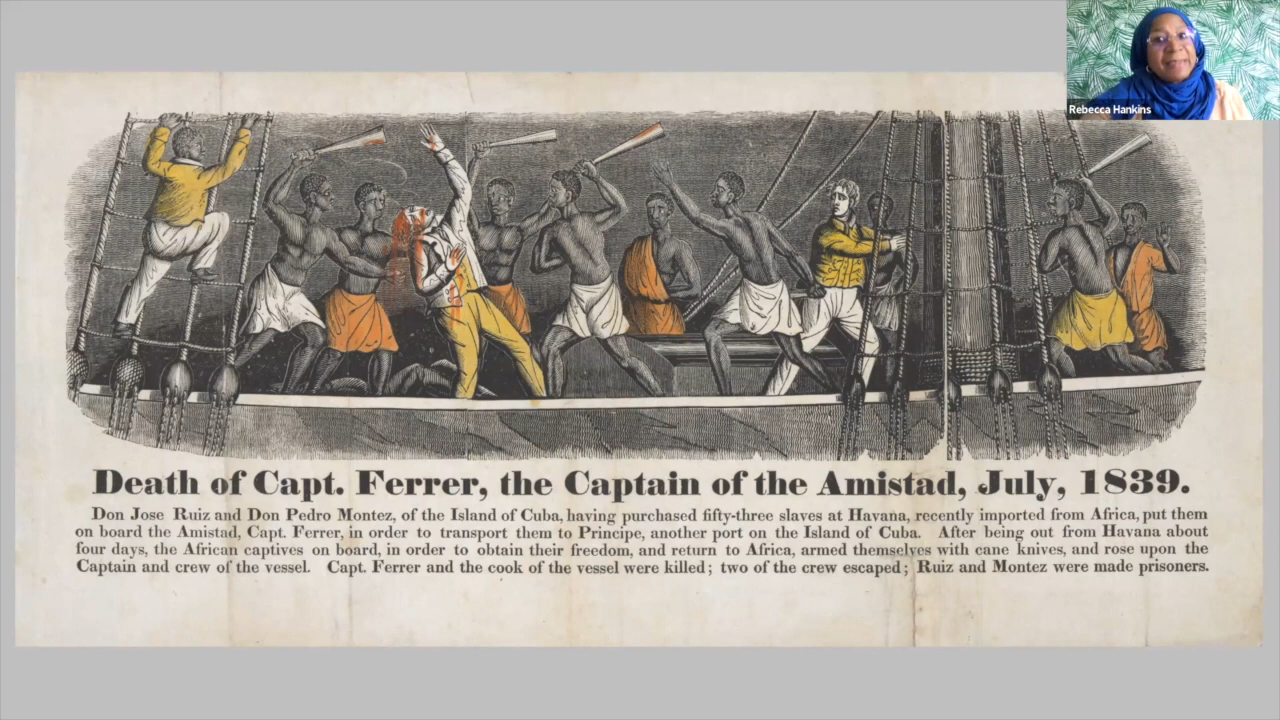 Rebecca Hankins
Death of Capt. Ferrer, the Captain of the Amistad, July, 1839.
Don Jose Ruiz and Don Pedro Montez, of the Island of Cuba, having purchased fifty-three slaves at Havana, recently imported from Africa, put them
on board the Amistad, Capt. Ferrer, in order to transport them to Principe, another port on the Island of Cuba. After being out from Havana about
four days, the African captives on board, in order to obtain their freedom, and return to Africa, armed themselves with cane knives, and rose upon the
Captain and crew of the vessel. Capt. Ferrer and the cook of the vessel were killed; two of the crew escaped; Ruiz and Montez were made prisoners.